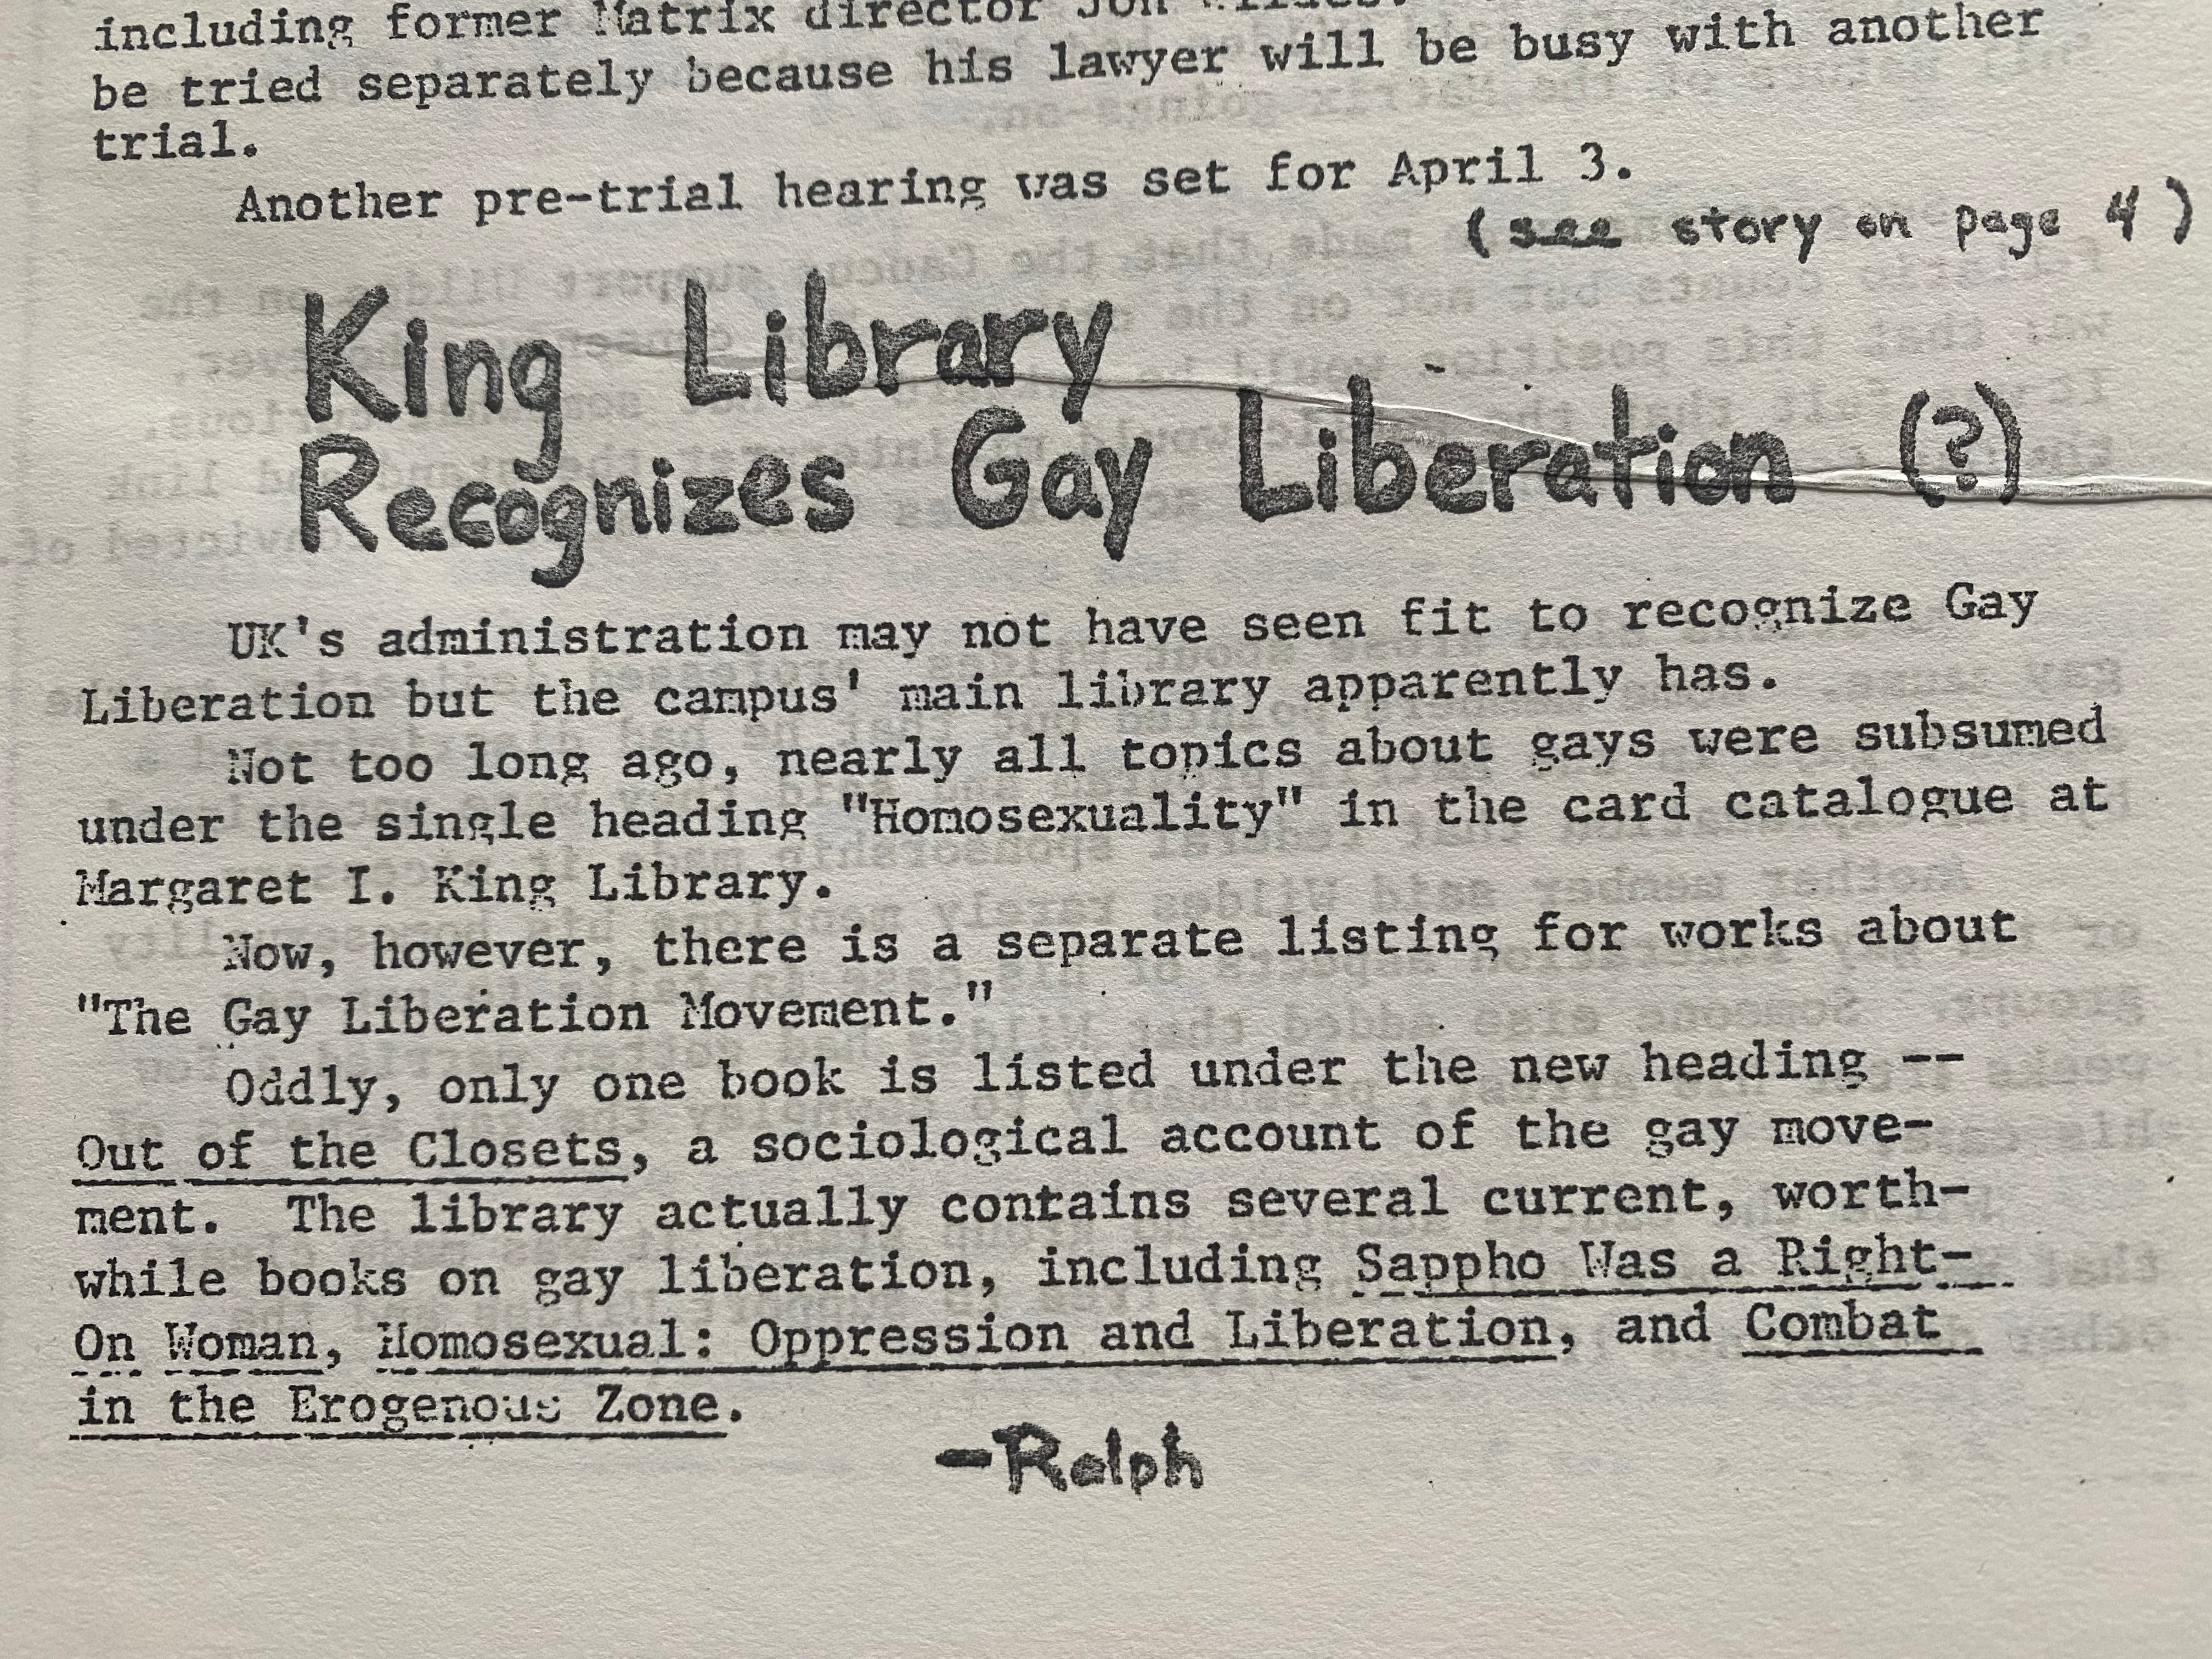 including former Matrix director Jon
be tried separately because his lawyer will be busy with another
trial.
Another pre-trial hearing was set for April 3.
(see story on page 4)
King Library
Recognizes Gay Liberation (?)
UK's administration may not have seen fit to recognize Gay
Liberation but the campus' main library apparently has.
Not too long ago, nearly all topics about gays were subsumed
under the single heading "Homosexuality" in the card catalogue at
Margaret I. King Library.
Now, however, there is a separate listing for works about
"The Gay Liberation Movement."
Oddly, only one book is listed under the new heading --
Out of the Closets, a sociological account of the gay move-
ment. The library actually contains several current, worth-
while books on gay liberation, including Sappho Was a Right-
On Woman, Homosexual: Oppression and Liberation, and Combat
in the Erogenous Zone.
-Ralph